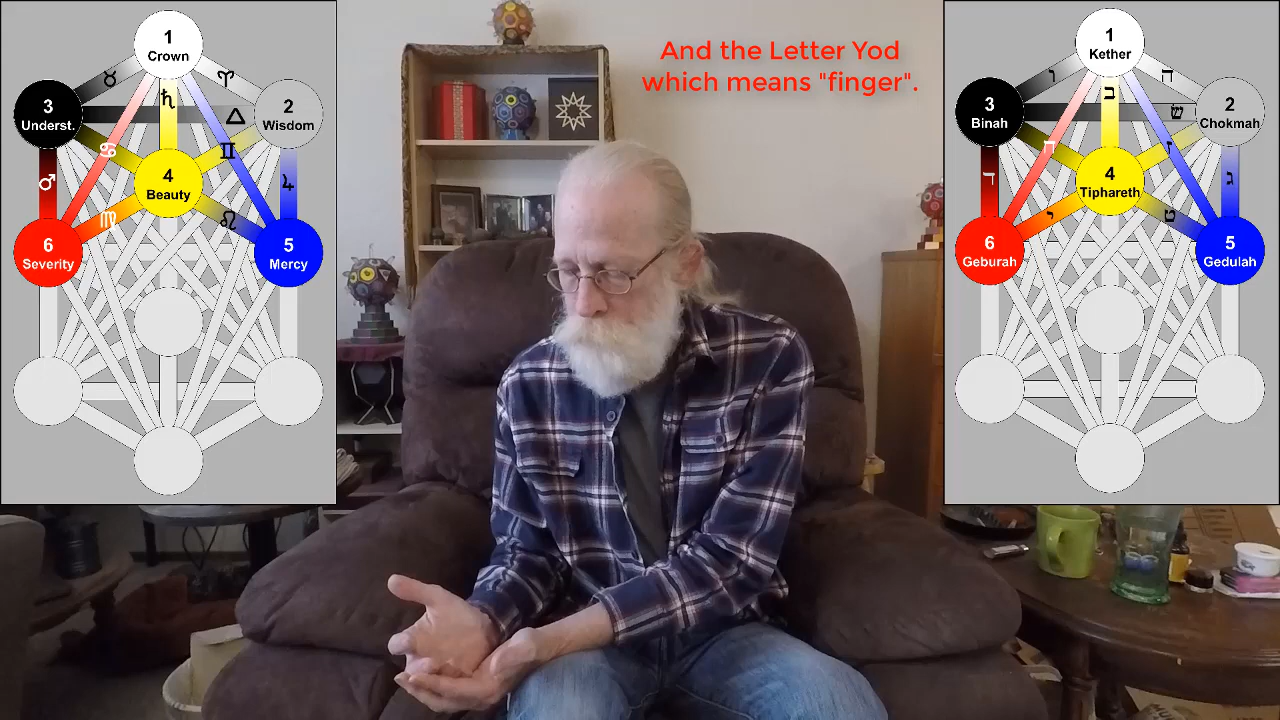 1
Crown
3
Underst.
2
Wisdom
4
Beauty
6
Severity
5
Mercy
♉
♈
♄
△
♋
♊
♂
♃
♍
♌
And the Letter Yod
which means "finger".
1
Kether
3
Binah
2
Chokmah
4
Tiphareth
6
Geburah
5
Gedulah
ו
ה
ב
ש
ח
ז
ד
ג
י
ט